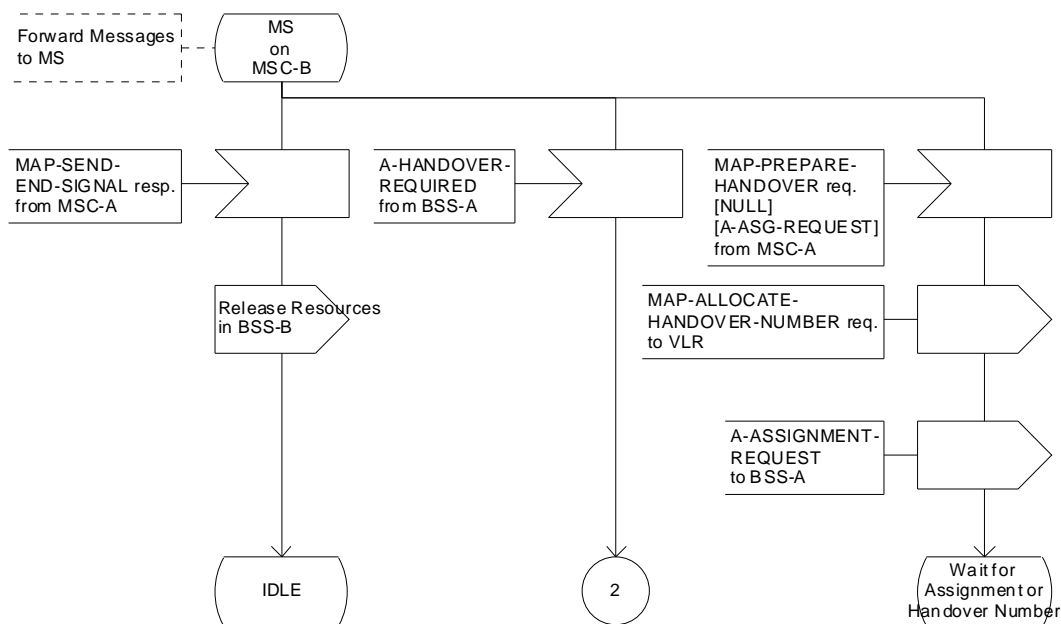 Forward Messages
to MS
MS
on
MSC-B
MAP-SEND-
END-SIGNAL resp.
from MSC-A
A-HANDOVER-
REQUIRED
from BSS-A
MAP-PREPARE-
HANDOVER req.
[NULL]
[A-ASG-REQUEST]
from MSC-A
Release Resources
in BSS-B
MAP-ALLOCATE-
HANDOVER-NUMBER req.
to VLR
A-ASSIGNMENT-
REQUEST
to BSS-A
IDLE
2
Wait for
Assignment or
Handover Number